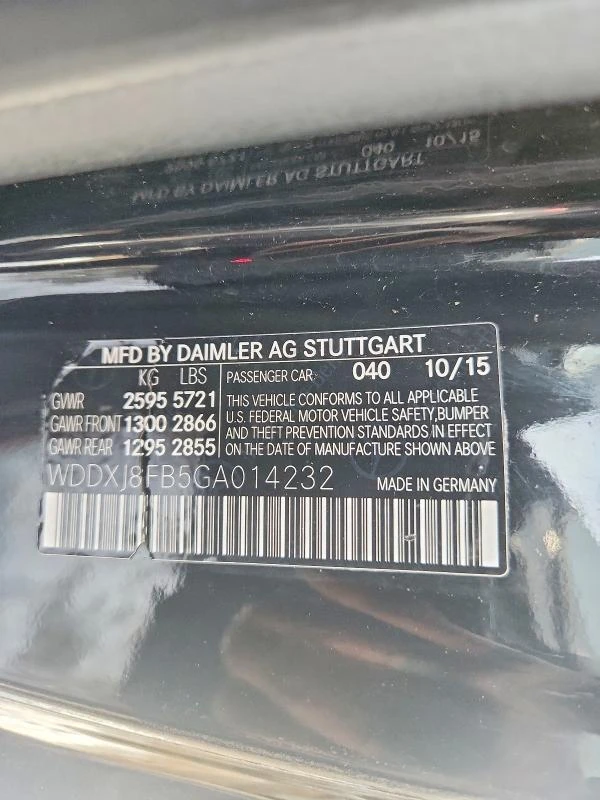 MFD BY DAIMLER AG STUTTGART
KG LBS PASSENGER CAR 040 10/15
GVWR 2595 5721
GAWR FRONT 1300 2866
GAWR REAR 1295 2855
THIS VEHICLE CONFORMS TO ALL APPLICABLE
U.S. FEDERAL MOTOR VEHICLE SAFETY,BUMPER
AND THEFT PREVENTION STANDARDS IN EFFECT
ON THE DATE OF MANUFACTURE SHOWN ABOVE
WDDXJ8FB5GA014232 MADE IN GERMANY